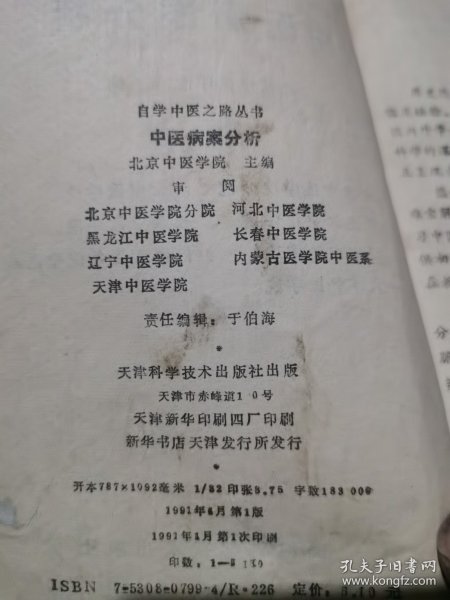 自学中医之路丛书
中医病案分析
北京中医学院 主编
审 阅
北京中医学院分院 河北中医学院
黑龙江中医学院 长春中医学院
辽宁中医学院 内蒙古医学院中医系
天津中医学院
责任编辑：于伯海
*
天津科学技术出版社出版
天津市赤峰道10号
天津新华印刷四厂印刷
新华书店天津发行所发行
*
开本787×1092毫米 1/32 印张8.75 字数183 000
1991年4月第1版
1991年4月第1次印刷
印数：1—5
ISBN 7-5308-0799-4/R·226 定价：
孔夫子旧书网